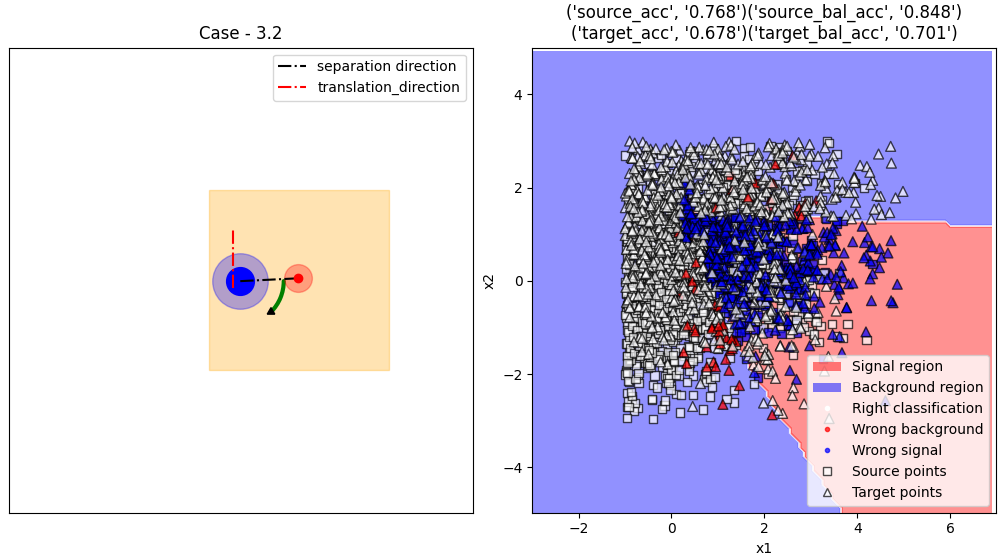 Case - 3.2
separation direction
translation_direction
('source_acc', '0.768')('source_bal_acc', '0.848')
('target_acc', '0.678')('target_bal_acc', '0.701')
x2
4
2
0
−2
−4
Signal region
Background region
Right classification
Wrong background
Wrong signal
Source points
Target points
−2
0
2
4
6
x1